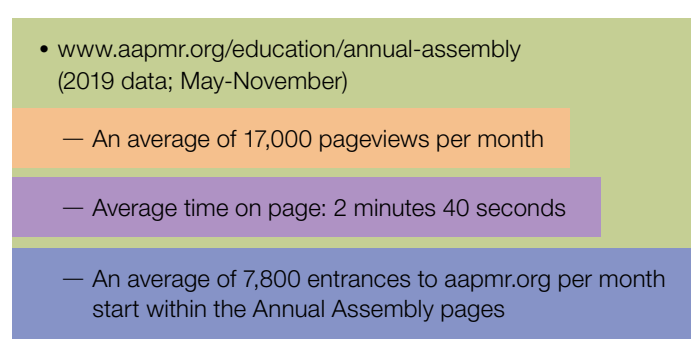 • www.aapmr.org/education/annual-assembly
(2019 data; May-November)
— An average of 17,000 pageviews per month
— Average time on page: 2 minutes 40 seconds
— An average of 7,800 entrances to aapmr.org per month
start within the Annual Assembly pages